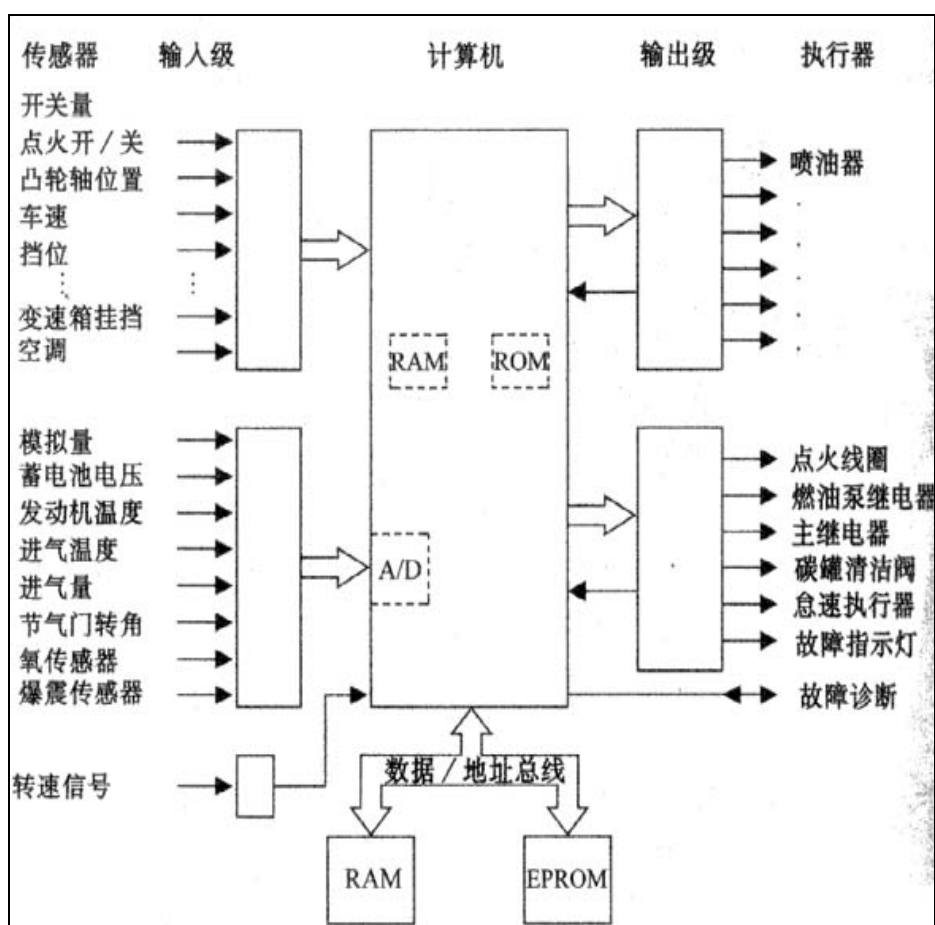 传感器 输入级 计算机 输出级 执行器
开关量
点火开/关
凸轮轴位置
车速
挡位
变速箱挂挡
空调
喷油器
RAM ROM
模拟量
蓄电池电压
发动机温度
进气温度
进气量
节气门转角
氧传感器
爆震传感器
A/D
点火线圈
燃油泵继电器
主继电器
碳罐清洁阀
怠速执行器
故障指示灯
故障诊断
转速信号
数据/地址总线
RAM EPROM